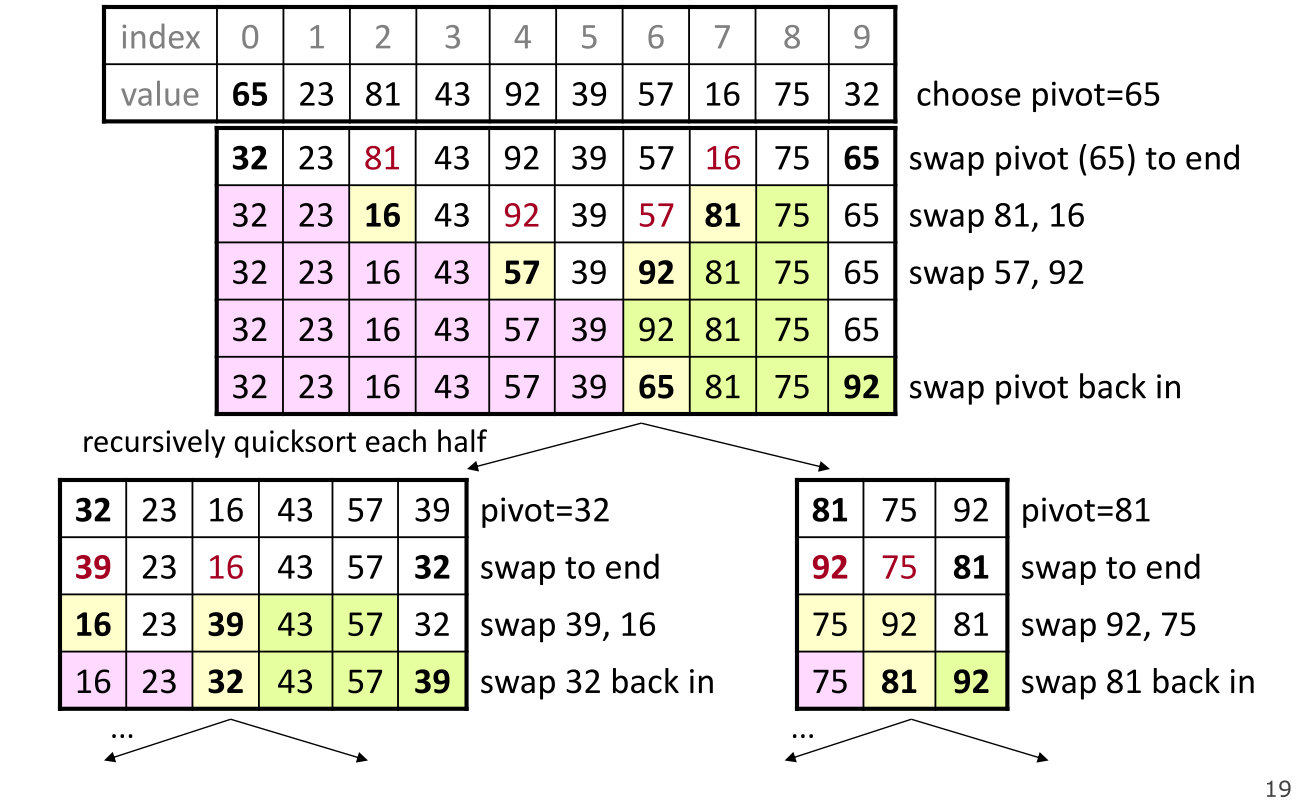 index 0 1 2 3 4 5 6 7 8 9
value 65 23 81 43 92 39 57 16 75 32 choose pivot=65
32 23 81 43 92 39 57 16 75 65 swap pivot (65) to end
32 23 16 43 92 39 57 81 75 65 swap 81, 16
32 23 16 43 57 39 92 81 75 65 swap 57, 92
32 23 16 43 57 39 92 81 75 65
32 23 16 43 57 39 65 81 75 92 swap pivot back in
recursively quicksort each half
32 23 16 43 57 39 pivot=32
39 23 16 43 57 32 swap to end
16 23 39 43 57 32 swap 39, 16
16 23 32 43 57 39 swap 32 back in
...
81 75 92 pivot=81
92 75 81 swap to end
75 92 81 swap 92, 75
75 81 92 swap 81 back in
...
19